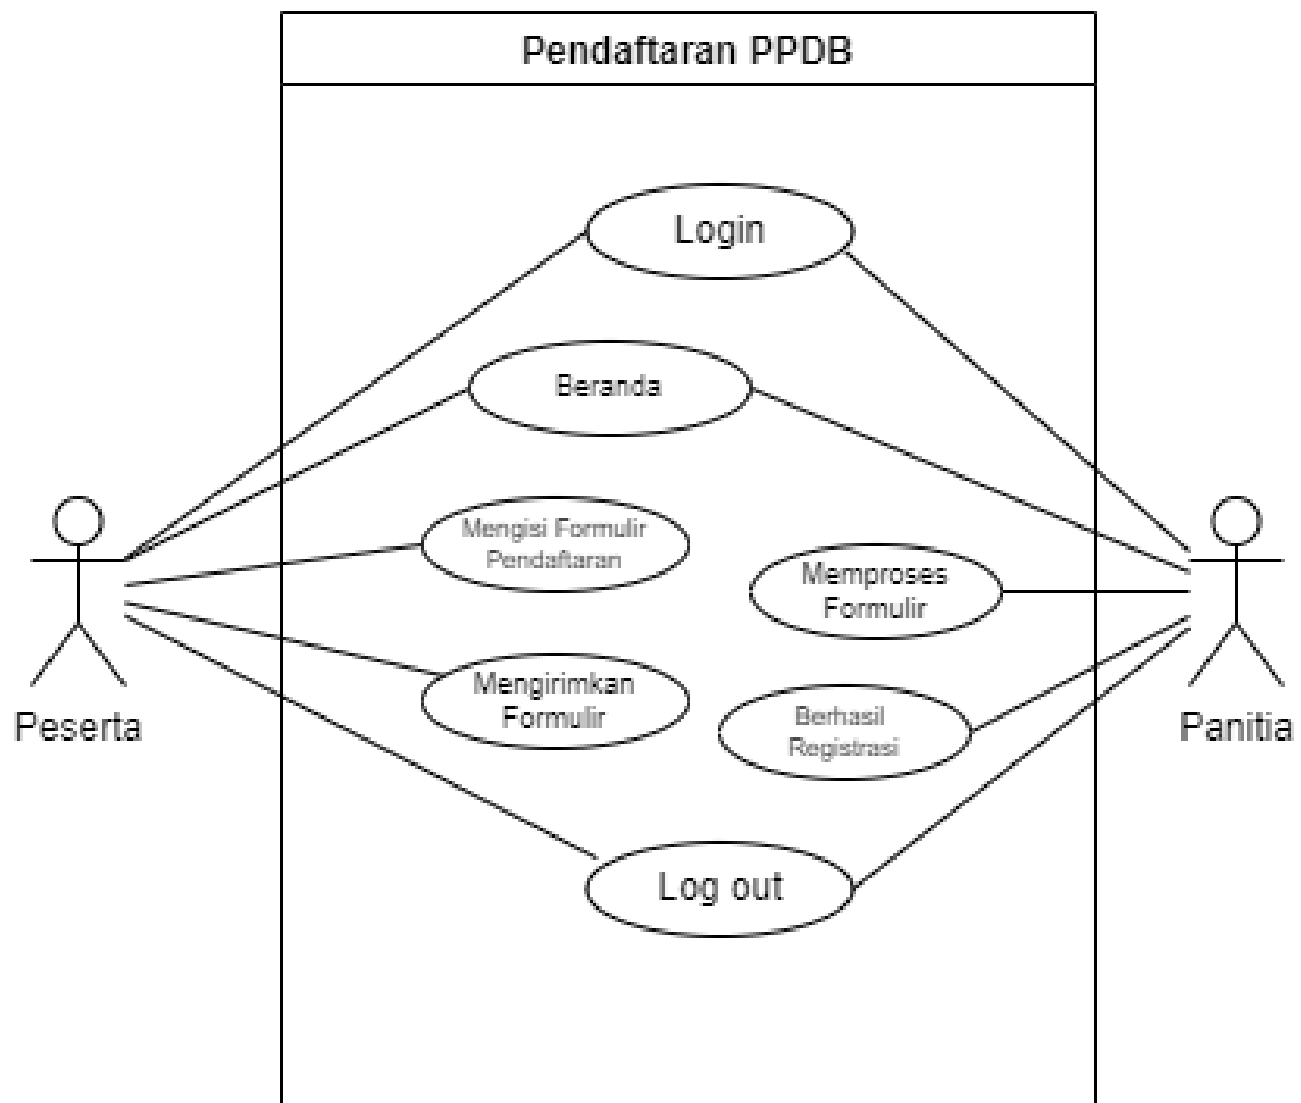 Pendaftaran PPDB
Login
Beranda
Mengisi Formulir
Pendaftaran
Memproses
Formulir
Mengirimkan
Formulir
Berhasil
Registrasi
Peserta
Panitia
Log out